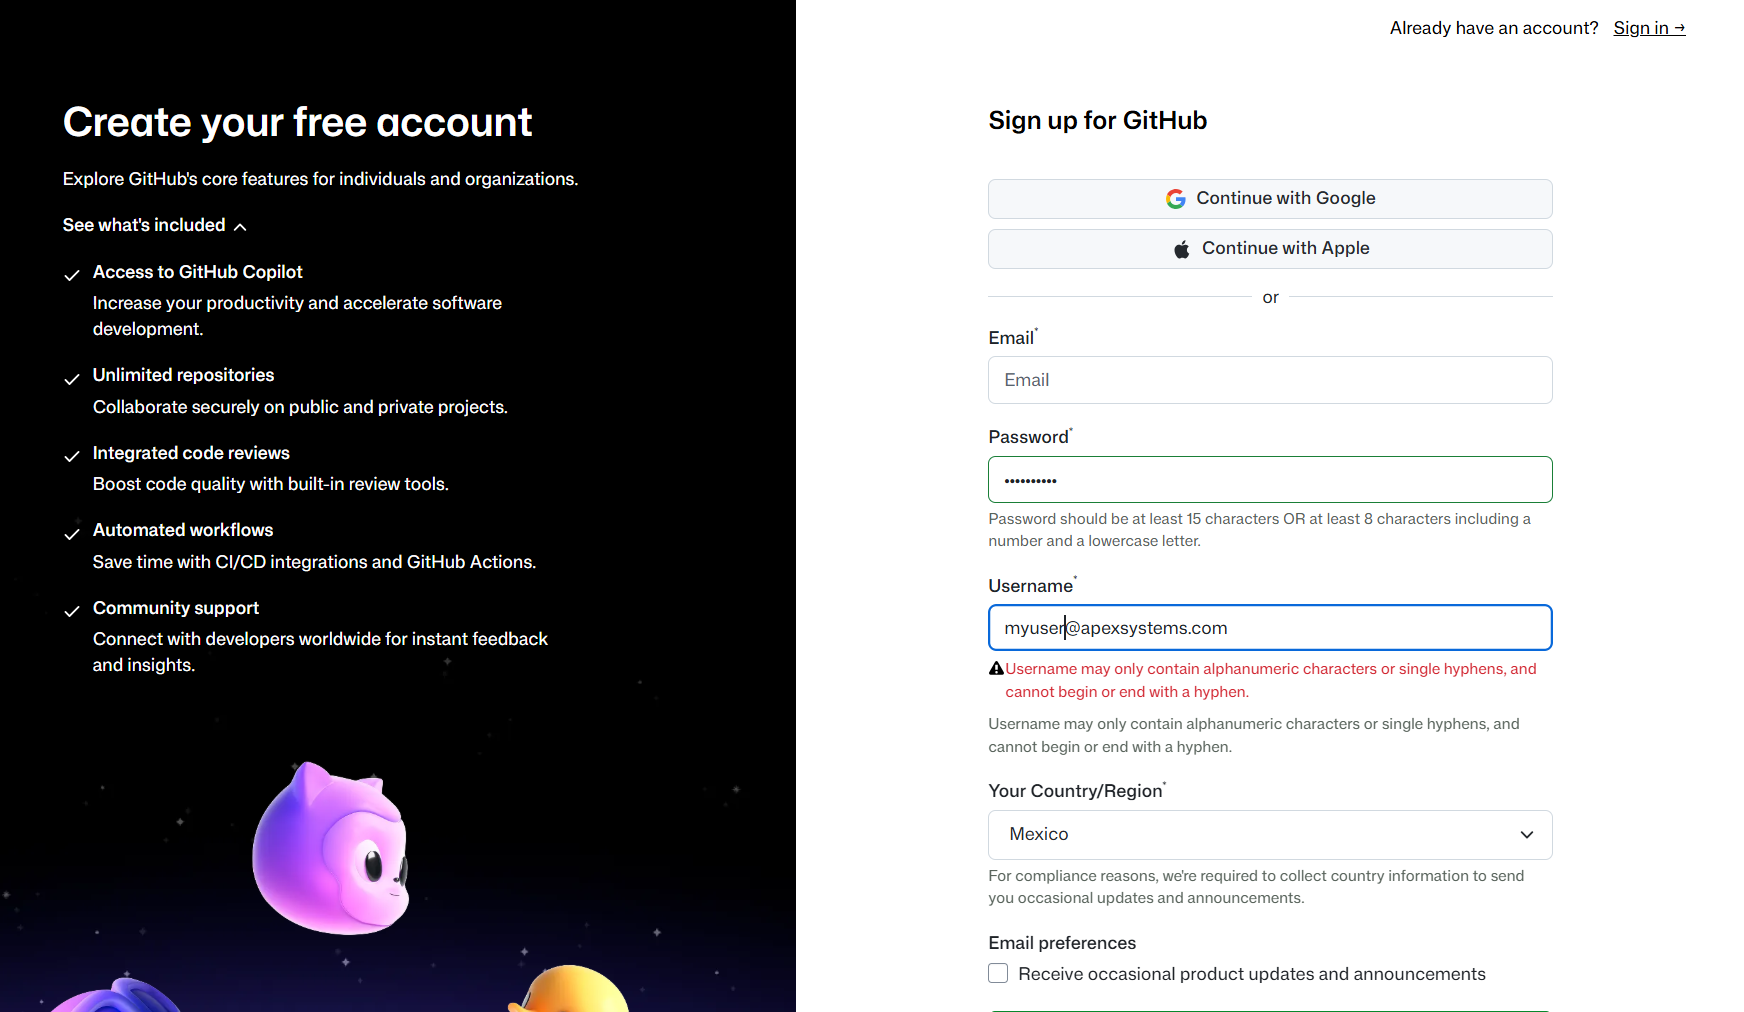 Already have an account? Sign in →
Create your free account
Explore GitHub's core features for individuals and organizations.
See what's included
Access to GitHub Copilot
Increase your productivity and accelerate software
development.
Unlimited repositories
Collaborate securely on public and private projects.
Integrated code reviews
Boost code quality with built-in review tools.
Automated workflows
Save time with CI/CD integrations and GitHub Actions.
Community support
Connect with developers worldwide for instant feedback
and insights.
Sign up for GitHub
Continue with Google
Continue with Apple
or
Email*
Email
Password*
••••••••••
Password should be at least 15 characters OR at least 8 characters including a
number and a lowercase letter.
Username*
myuser@apexsystems.com
Username may only contain alphanumeric characters or single hyphens, and
cannot begin or end with a hyphen.
Username may only contain alphanumeric characters or single hyphens, and
cannot begin or end with a hyphen.
Your Country/Region*
Mexico
For compliance reasons, we're required to collect country information to send
you occasional updates and announcements.
Email preferences
Receive occasional product updates and announcements